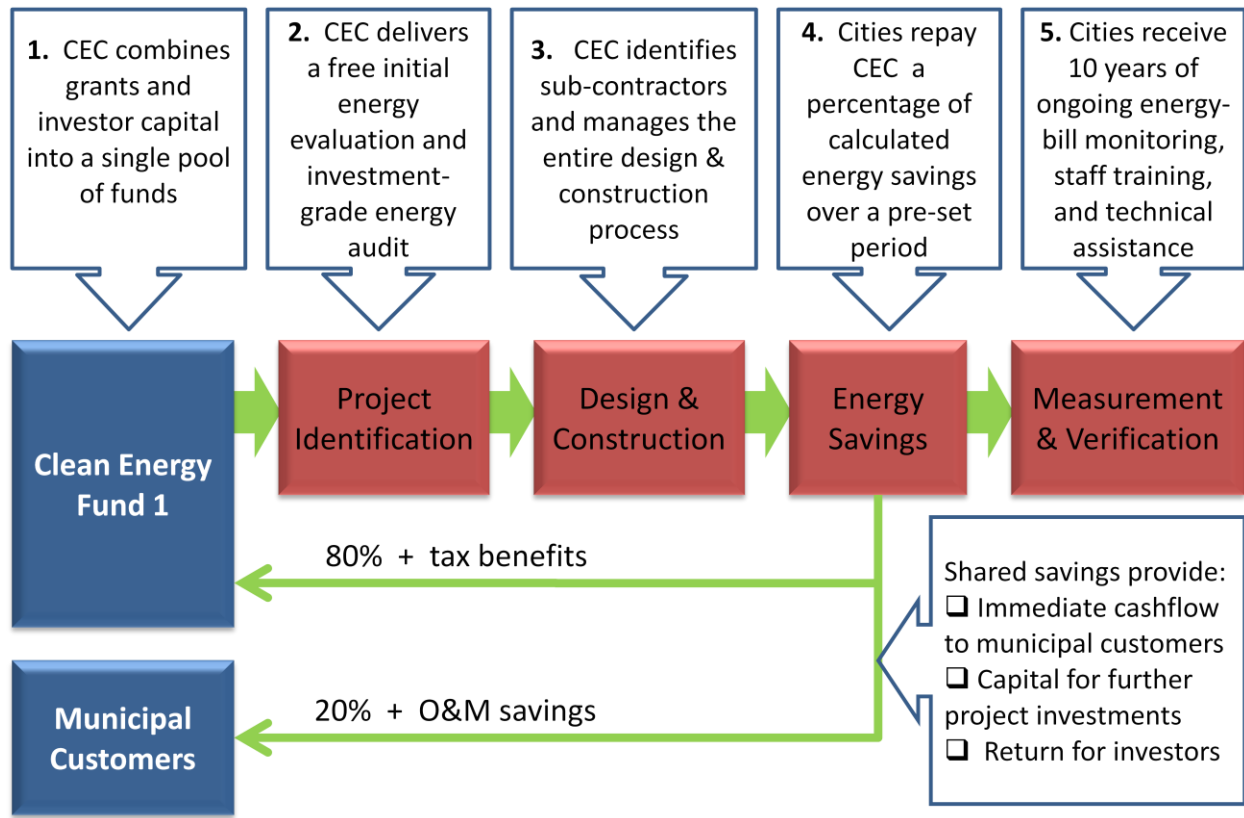 1. CEC combines
grants and
investor capital
into a single pool
of funds
2. CEC delivers
a free initial
energy
evaluation and
investment-
grade energy
audit
3. CEC identifies
sub-contractors
and manages the
entire design &
construction
process
4. Cities repay
CEC a
percentage of
calculated
energy savings
over a pre-set
period
5. Cities receive
10 years of
ongoing energy-
bill monitoring,
staff training,
and technical
assistance
Clean Energy
Fund 1
Project
Identification
Design &
Construction
Energy
Savings
Measurement
& Verification
80% + tax benefits
20% + O&M savings
Municipal
Customers
Shared savings provide:
❑ Immediate cashflow
to municipal customers
❑ Capital for further
project investments
❑ Return for investors